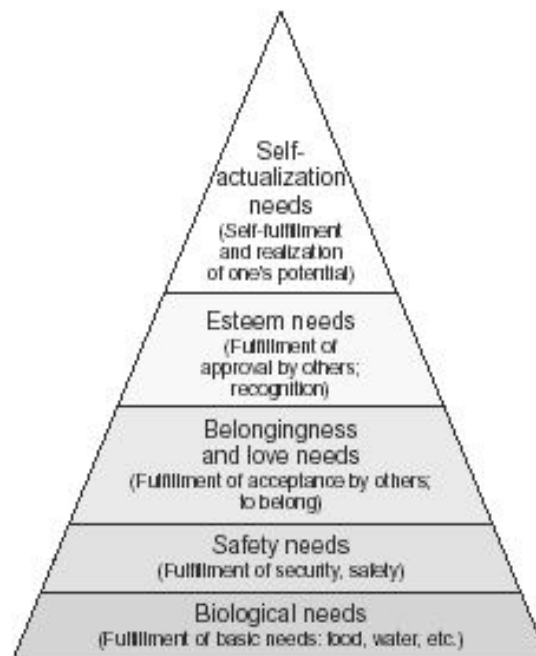 Self-
actualization
needs
(Self-fulfillment
and realization
of one's potential)
Esteem needs
(Fulfillment of
approval by others;
recognition)
Belongingness
and love needs
(Fulfillment of acceptance by others;
to belong)
Safety needs
(Fulfillment of security, safety)
Biological needs
(Fulfillment of basic needs: food, water, etc.)